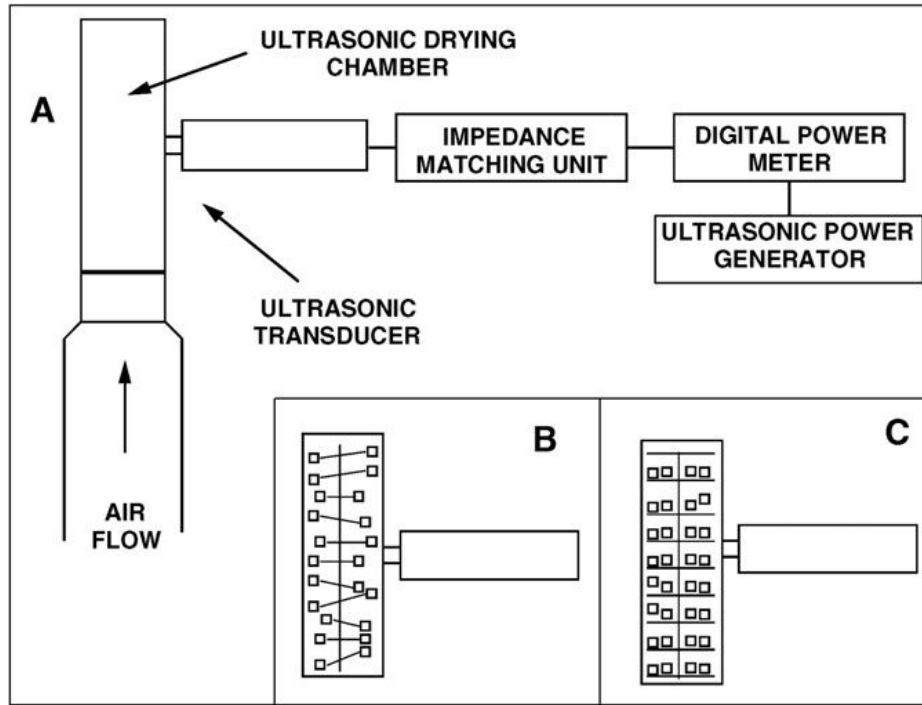 A
ULTRASONIC DRYING
CHAMBER
IMPEDANCE
MATCHING UNIT
DIGITAL POWER
METER
ULTRASONIC POWER
GENERATOR
ULTRASONIC
TRANSDUCER
AIR
FLOW
B
C